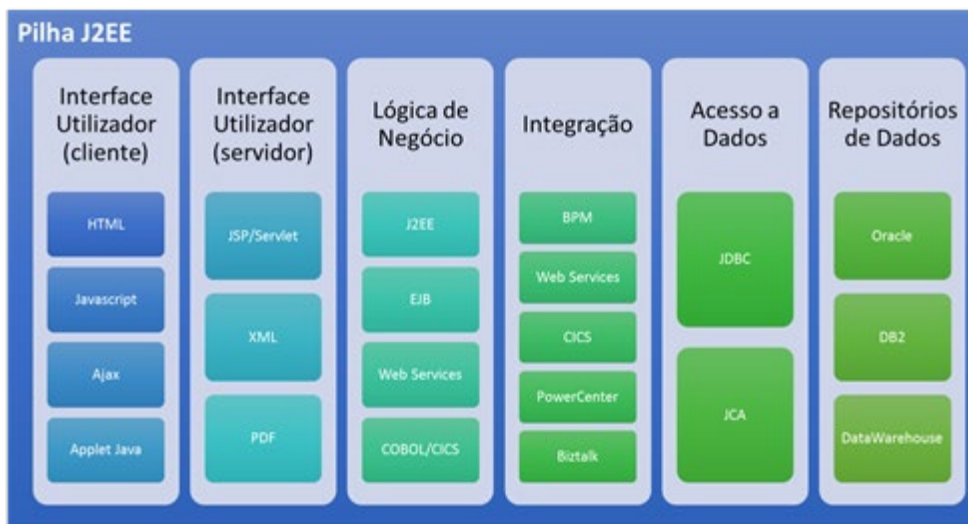 Pilha J2EE
Interface
Utilizador
(cliente)
HTML
Javascript
Ajax
Applet Java
Interface
Utilizador
(servidor)
JSP/Servlet
XML
PDF
Lógica de
Negócio
J2EE
EJB
Web Services
COBOL/CICS
Integração
BPM
Web Services
CICS
PowerCenter
Biztalk
Acesso a
Dados
JDBC
JCA
Repositórios
de Dados
Oracle
DB2
DataWarehouse